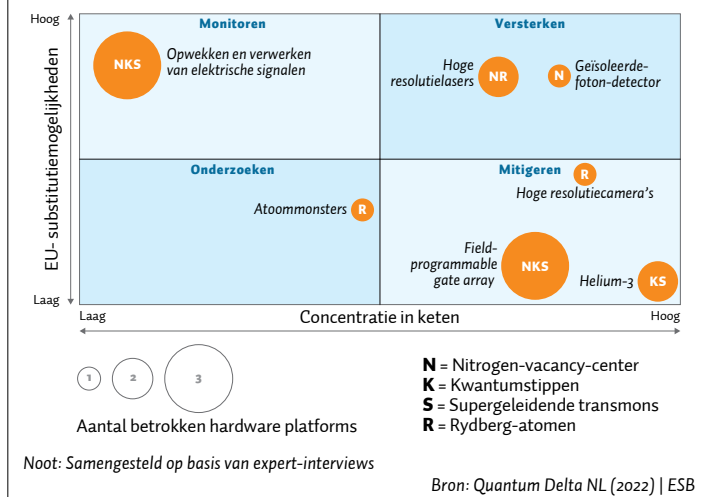 Hoog
Monitoren
Versterken
NKS
Opwekken en verwerken
van elektrische signalen
Hoge
resolutielasers
NR
N
Geïsoleerde-
foton-detector
EU- substitutiemogelijkheden
Onderzoeken
Mitigeren
R
Hoge resolutiecamera's
Atoommonsters
R
Field-
programmable
gate array
NKS
Helium-3
KS
Laag
Laag
Concentratie in keten
Hoog
1
2
3
Aantal betrokken hardware platforms
N = Nitrogen-vacancy-center
K = Kwantumstippen
S = Supergeleidende transmons
R = Rydberg-atomen
Noot: Samengesteld op basis van expert-interviews
Bron: Quantum Delta NL (2022) | ESB